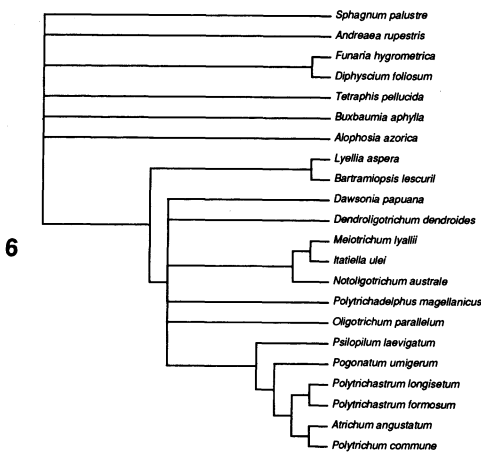 Sphagnum palustre
Andreaea rupestris
Funaria hygrometrica
Diphyscium foliosum
Tetraphis pellucida
Buxbaumia aphylla
Alophosia azorica
Lyellia aspera
Bartramiopsis lescurii
Dawsonia papuana
Dendroligotrichum dendroides
6
Meiotrichum lyallii
Itatiella ulei
Notoligotrichum australe
Polytrichadelphus magellanicus
Oligotrichum parallelum
Psilopilum laevigatum
Pogonatum urnigerum
Polytrichastrum longisetum
Polytrichastrum formosum
Atrichum angustatum
Polytrichum commune